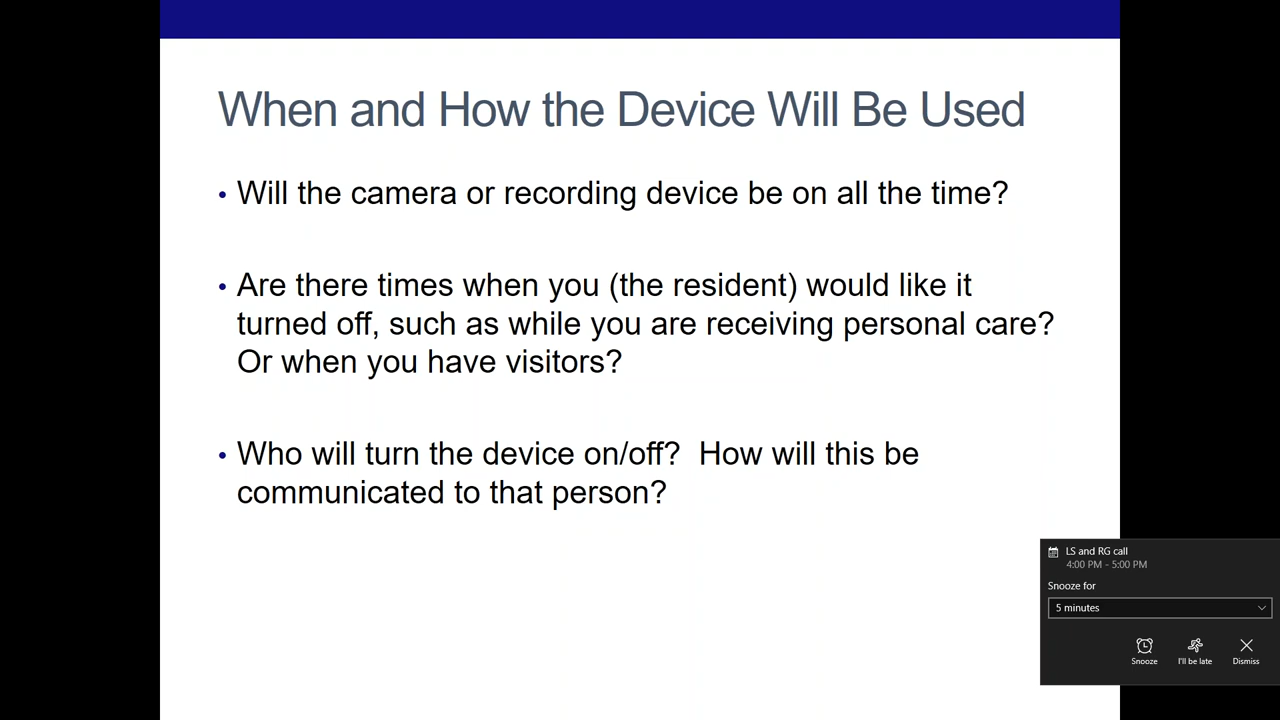 When and How the Device Will Be Used
• Will the camera or recording device be on all the time?
• Are there times when you (the resident) would like it
turned off, such as while you are receiving personal care?
Or when you have visitors?
• Who will turn the device on/off?  How will this be
communicated to that person?
LS and RG call
4:00 PM - 5:00 PM
Snooze for
5 minutes
Snooze I'll be late Dismiss